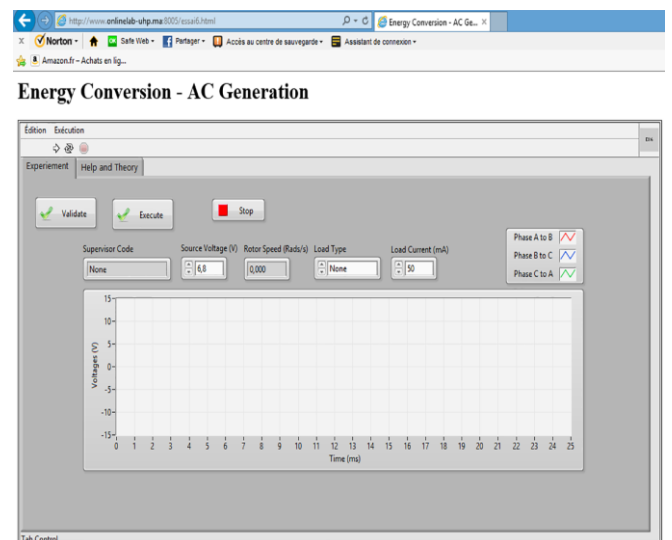 http://www.onlinelab-uhp.ma:8005/essai6.html
Energy Conversion - AC Ge... ×
x Norton - Safe Web - Partager - Accès au centre de sauvegarde - Assistant de connexion -
Amazon.fr – Achats en lig...
Energy Conversion - AC Generation
Édition Exécution
Experiement Help and Theory
Validate Execute Stop
Supervisor Code Source Voltage (V) Rotor Speed (Rads/s) Load Type Load Current (mA)
None 6,8 0,000 None 50
Phase A to B
Phase B to C
Phase C to A
Voltages (V)
15
10
5
0
-5
-10
-15
0 1 2 3 4 5 6 7 8 9 10 11 12 13 14 15 16 17 18 19 20 21 22 23 24 25
Time (ms)
Tab Control